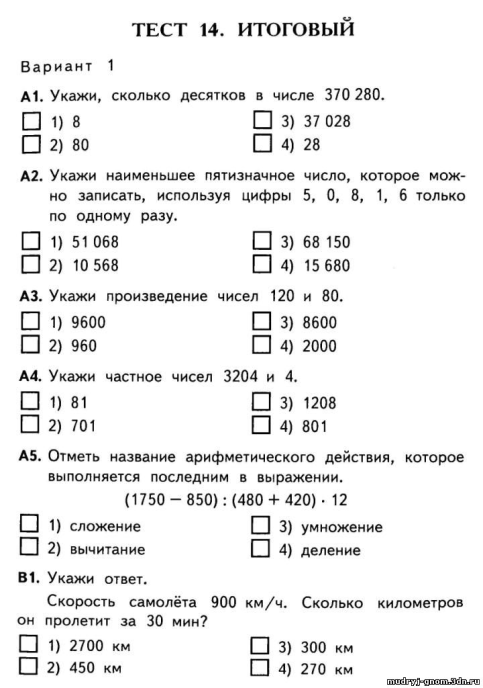 ТЕСТ 14. ИТОГОВЫЙ
Вариант 1
А1. Укажи, сколько десятков в числе 370 280.
1) 8 3) 37 028
2) 80 4) 28
А2. Укажи наименьшее пятизначное число, которое мож-
но записать, используя цифры 5, 0, 8, 1, 6 только
по одному разу.
1) 51 068 3) 68 150
2) 10 568 4) 15 680
А3. Укажи произведение чисел 120 и 80.
1) 9600 3) 8600
2) 960 4) 2000
А4. Укажи частное чисел 3204 и 4.
1) 81 3) 1208
2) 701 4) 801
А5. Отметь название арифметического действия, которое
выполняется последним в выражении.
(1750 − 850) : (480 + 420) · 12
1) сложение 3) умножение
2) вычитание 4) деление
В1. Укажи ответ.
Скорость самолёта 900 км/ч. Сколько километров
он пролетит за 30 мин?
1) 2700 км 3) 300 км
2) 450 км 4) 270 км
mudryj-gnom.3dn.ru